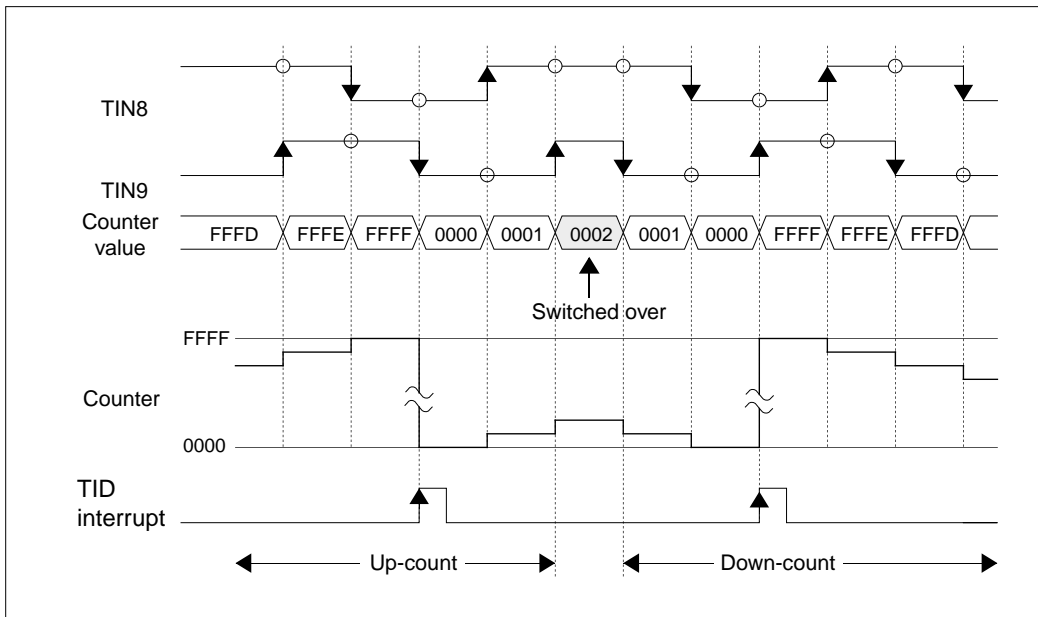 TIN8
TIN9
Counter
value
FFFD FFFE FFFF 0000 0001 0002 0001 0000 FFFF FFFE FFFD
Switched over
FFFF
Counter
0000
TID
interrupt
Up-count Down-count